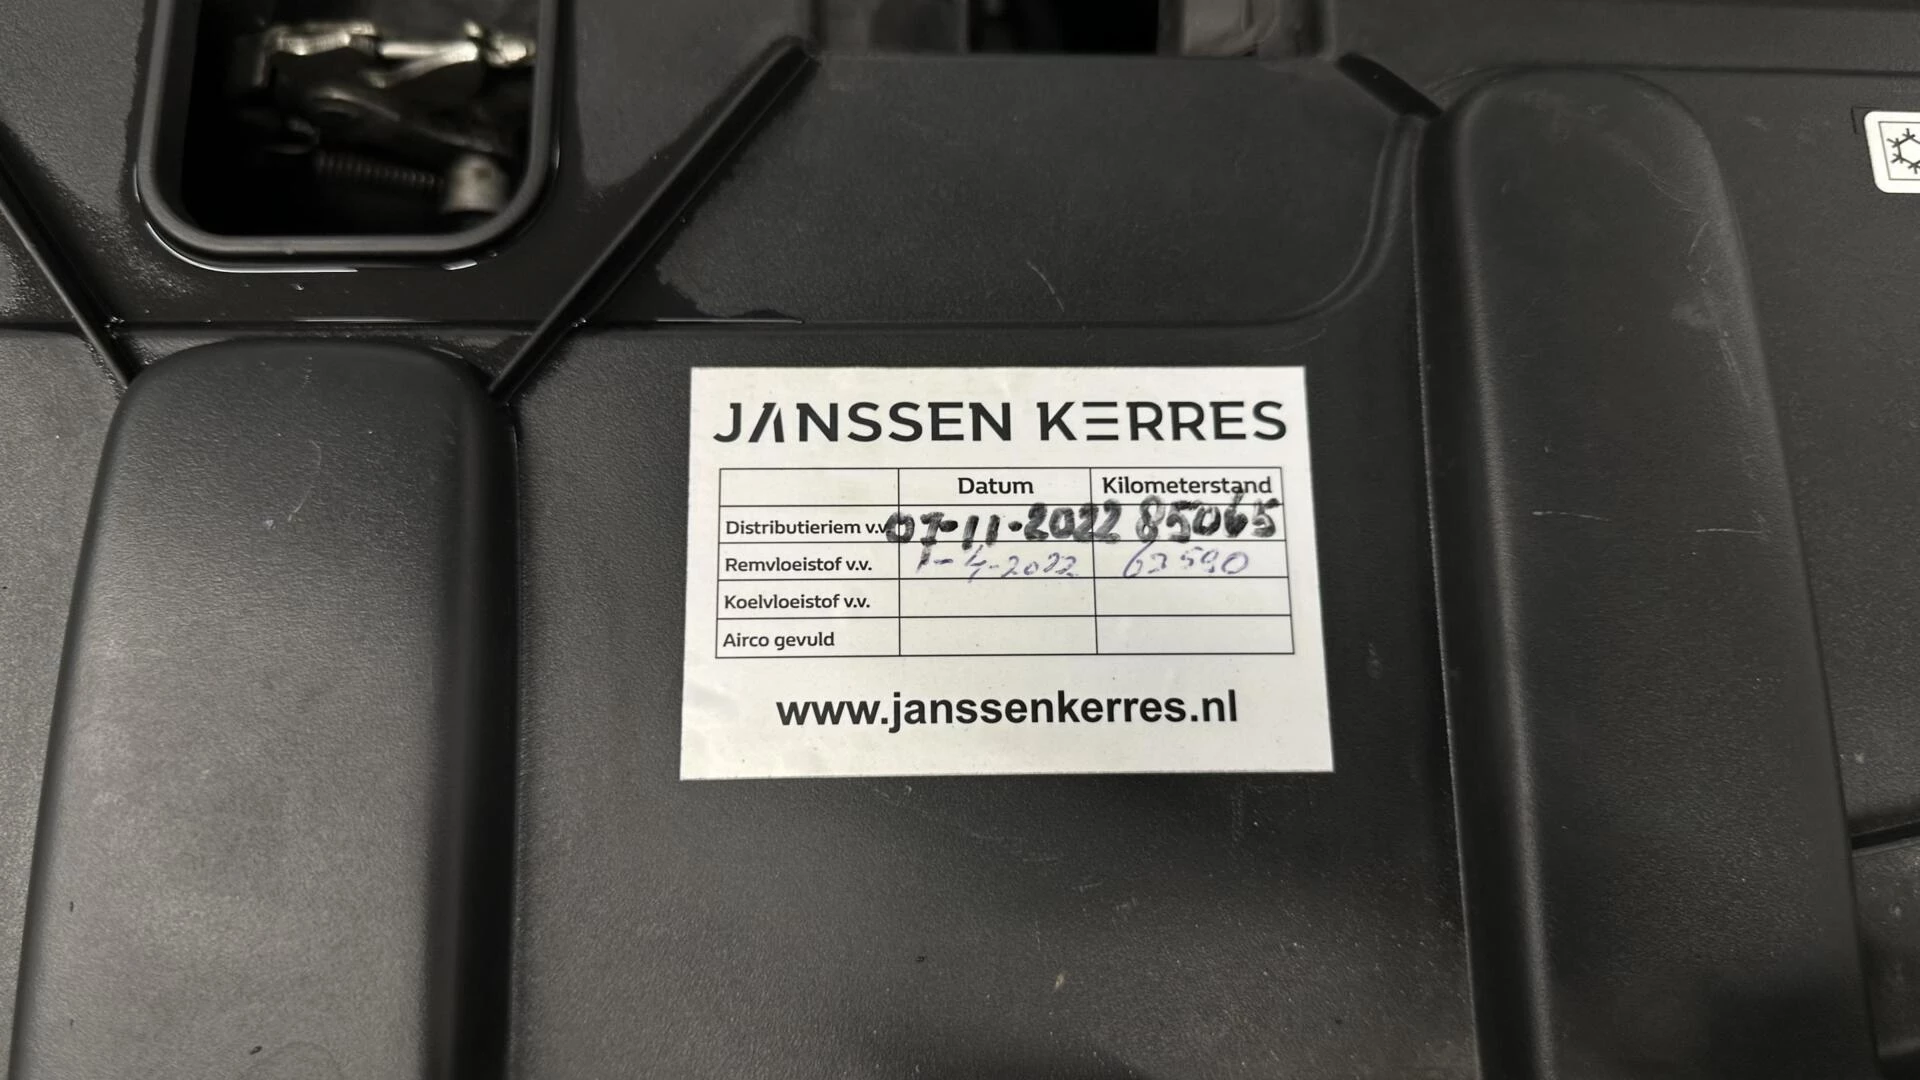 JANSSEN KERRES
Datum Kilometerstand
Distributieriem v.v. 07-11-2022 85065
Remvloeistof v.v. 1-4-2022 62590
Koelvloeistof v.v.
Airco gevuld
www.janssenkerres.nl